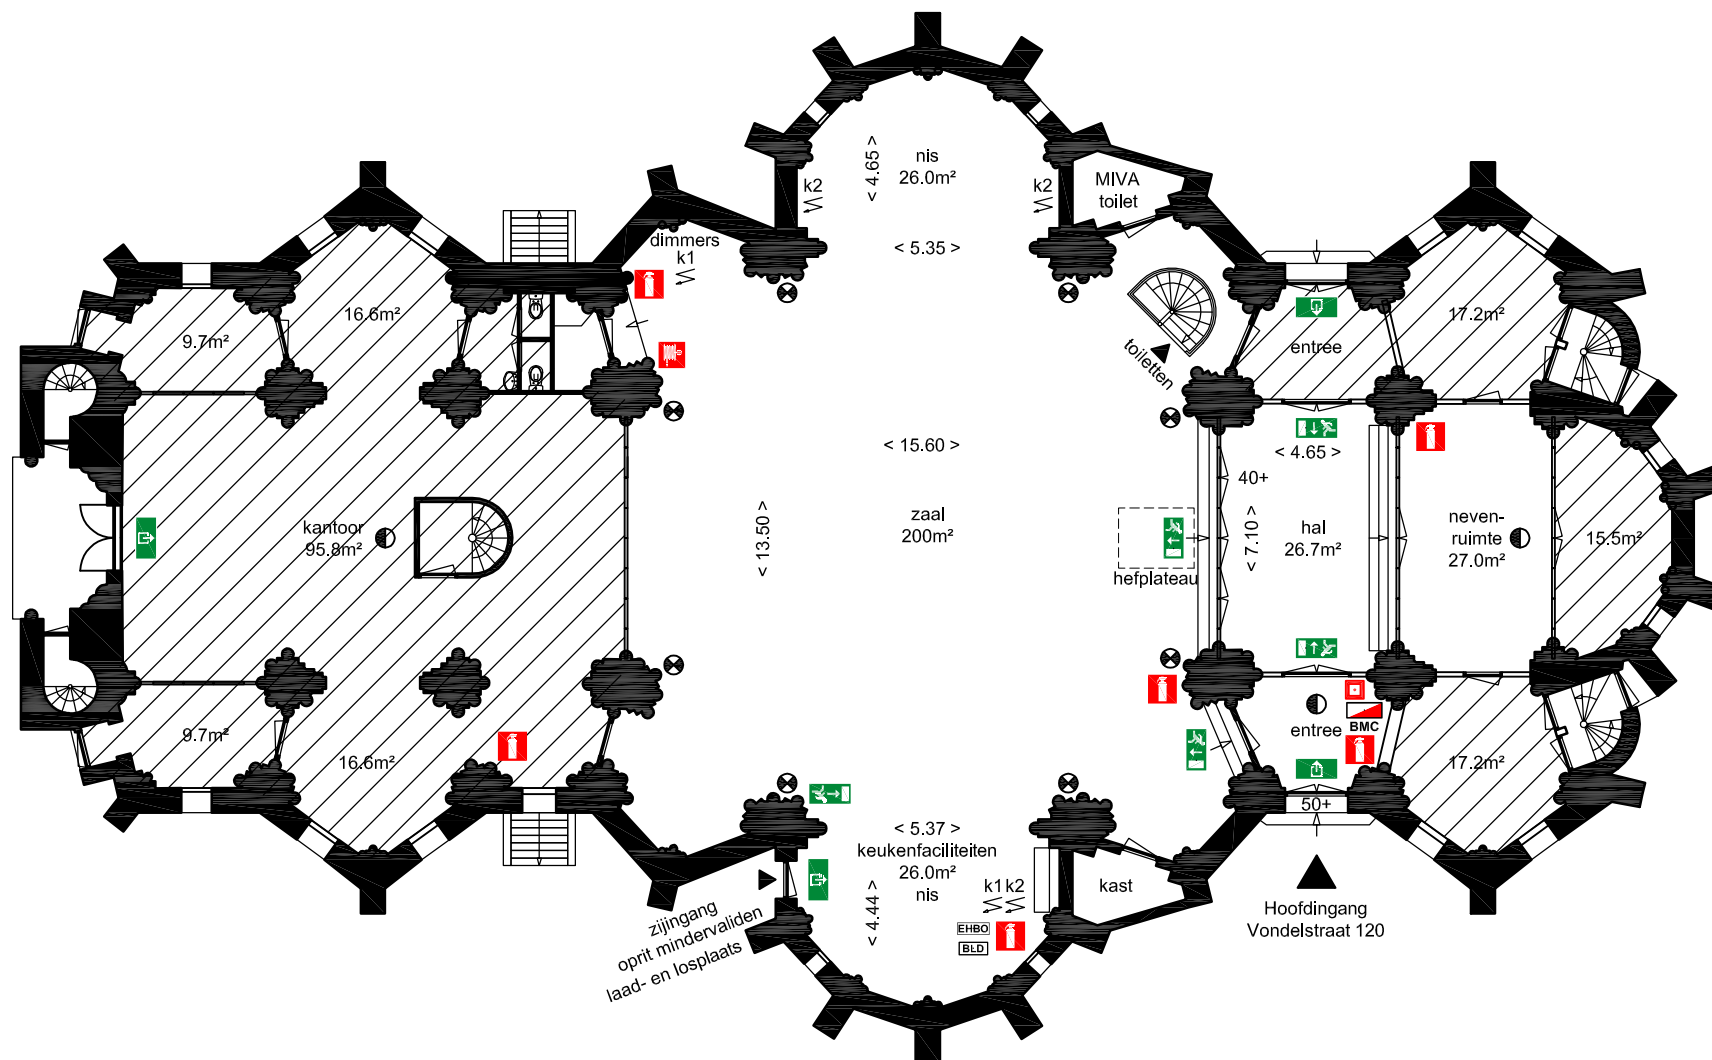 nis
26.0m²
< 4.65 >
k2
k2
MIVA
toilet
< 5.35 >
dimmers
k1
9.7m²
16.6m²
toiletten
entree
17.2m²
< 15.60 >
< 4.65 >
40+
kantoor
95.8m²
< 13.50 >
zaal
200m²
hefplateau
< 7.10 >
hal
26.7m²
neven-
ruimte
27.0m²
15.5m²
9.7m²
16.6m²
entree
BMC
17.2m²
50+
< 5.37 >
keukenfaciliteiten
26.0m²
nis
< 4.44 >
k1 k2
EHBO
BLD
kast
zijingang
oprit mindervaliden
laad- en losplaats
Hoofdingang
Vondelstraat 120